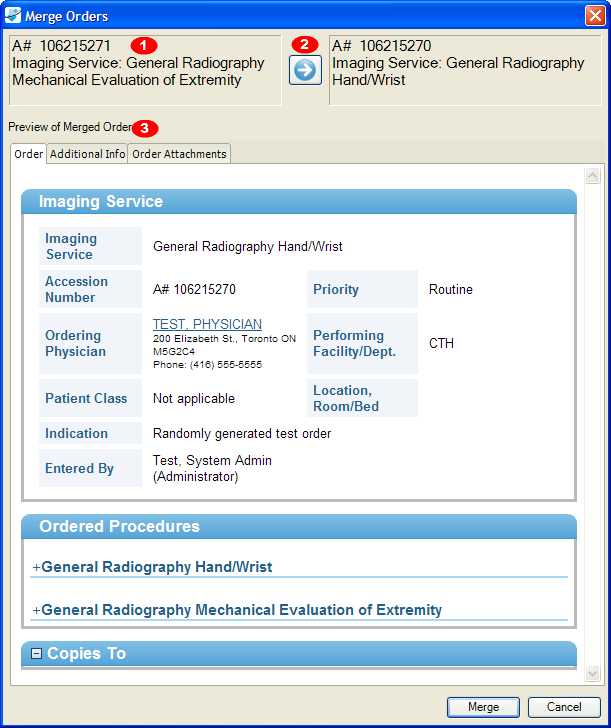 Merge Orders
A# 106215271 1
Imaging Service: General Radiography
Mechanical Evaluation of Extremity
2
A# 106215270
Imaging Service: General Radiography
Hand/Wrist
Preview of Merged Order 3
Order Additional Info Order Attachments
Imaging Service
Imaging
Service
General Radiography Hand/Wrist
Accession
Number
A# 106215270
Priority
Routine
Ordering
Physician
TEST, PHYSICIAN
200 Elizabeth St., Toronto ON
M5G2C4
Phone: (416) 555-5555
Performing
Facility/Dept.
CTH
Patient Class
Not applicable
Location,
Room/Bed
Indication
Randomly generated test order
Entered By
Test, System Admin
(Administrator)
Ordered Procedures
+General Radiography Hand/Wrist
+General Radiography Mechanical Evaluation of Extremity
Copies To
Merge Cancel